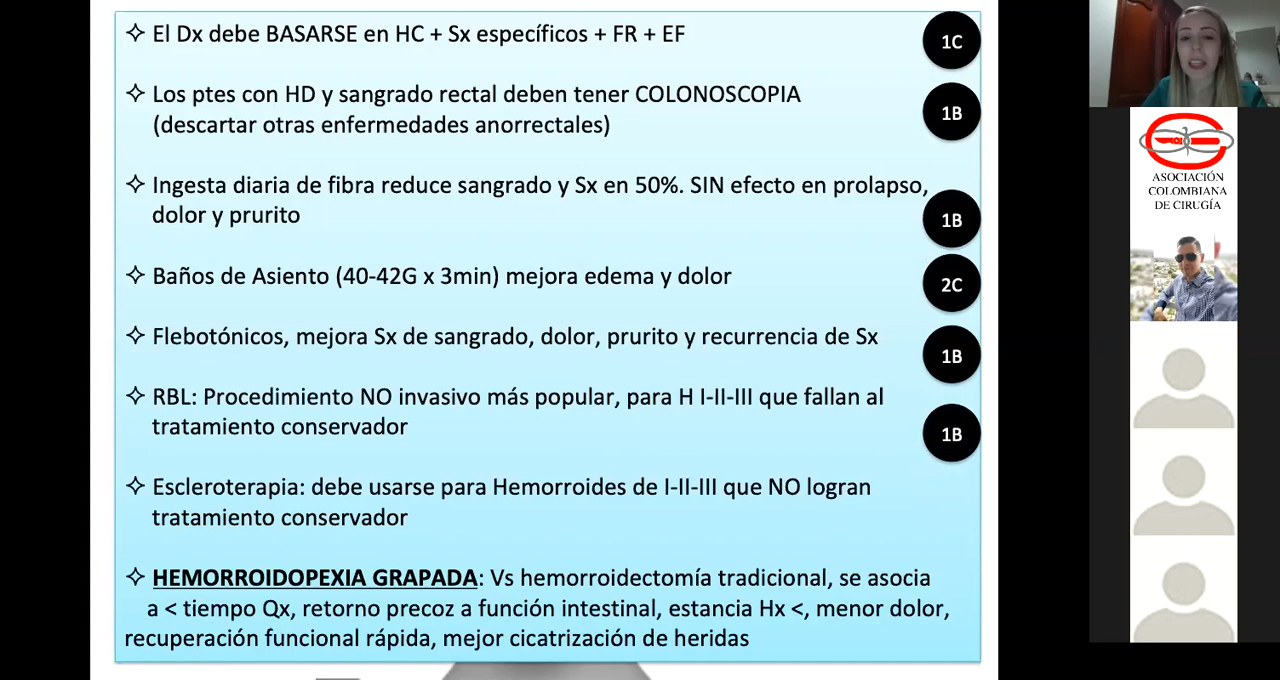 ✧ El Dx debe BASARSE en HC + Sx específicos + FR + EF
1C
✧ Los ptes con HD y sangrado rectal deben tener COLONOSCOPIA
(descartar otras enfermedades anorrectales)
1B
✧ Ingesta diaria de fibra reduce sangrado y Sx en 50%. SIN efecto en prolapso,
dolor y prurito
1B
✧ Baños de Asiento (40-42G x 3min) mejora edema y dolor
2C
✧ Flebotónicos, mejora Sx de sangrado, dolor, prurito y recurrencia de Sx
1B
✧ RBL: Procedimiento NO invasivo más popular, para H I-II-III que fallan al
tratamiento conservador
1B
✧ Escleroterapia: debe usarse para Hemorroides de I-II-III que NO logran
tratamiento conservador
✧ HEMORROIDOPEXIA GRAPADA: Vs hemorroidectomía tradicional, se asocia
a < tiempo Qx, retorno precoz a función intestinal, estancia Hx <, menor dolor,
recuperación funcional rápida, mejor cicatrización de heridas
ASOCIACIÓN
COLOMBIANA
DE CIRUGÍA